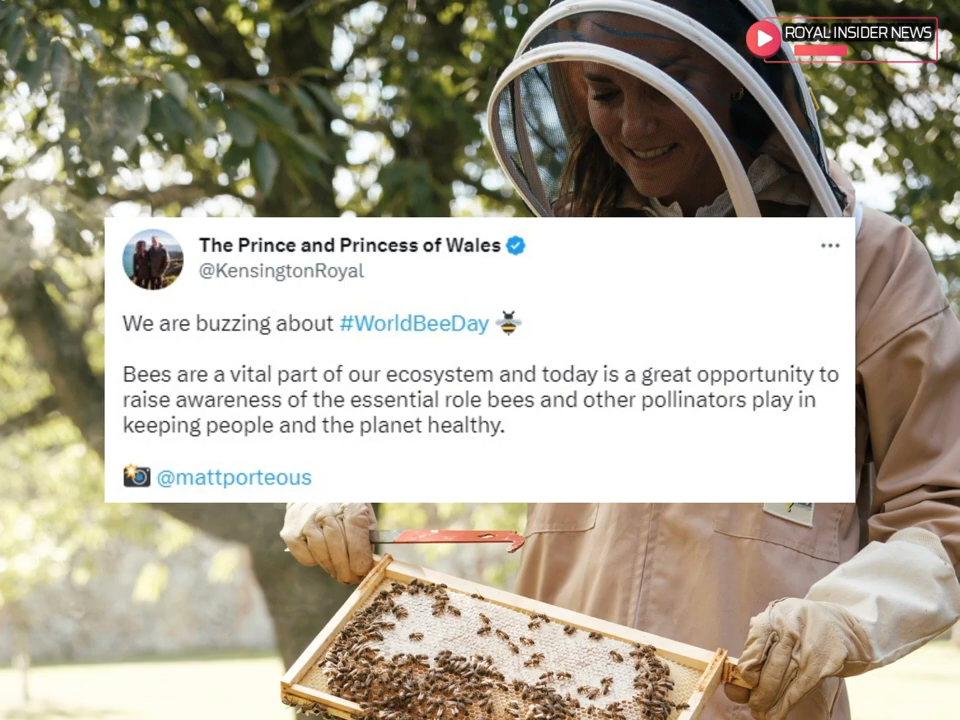 ROYAL INSIDER NEWS
The Prince and Princess of Wales
@KensingtonRoyal
We are buzzing about #WorldBeeDay 🐝
Bees are a vital part of our ecosystem and today is a great opportunity to
raise awareness of the essential role bees and other pollinators play in
keeping people and the planet healthy.
📸 @mattporteous